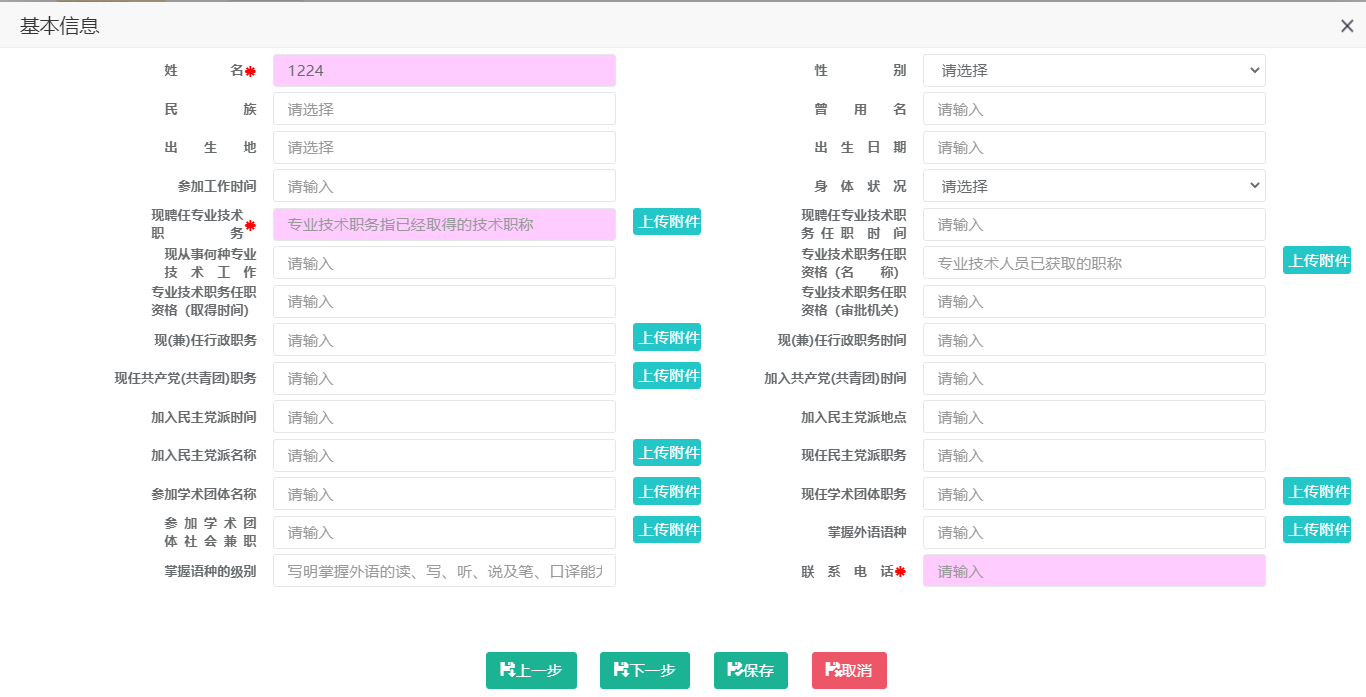 基本信息
姓名* 1224 性别 请选择
民族 请选择 曾用名 请输入
出生地 请选择 出生日期 请输入
参加工作时间 请输入 身体状况 请选择
现聘任专业技术
职务* 专业技术职务指已经取得的技术职称 上传附件 现聘任专业技术职
务任职时间 请输入
现从事何种专业
技术工作 请输入 专业技术职务任职
资格（名称） 专业技术人员已获取的职称 上传附件
专业技术职务任职
资格（取得时间） 请输入 专业技术职务任职
资格（审批机关） 请输入
现(兼)任行政职务 请输入 上传附件 现(兼)任行政职务时间 请输入
现任共产党(共青团)职务 请输入 上传附件 加入共产党(共青团)时间 请输入
加入民主党派时间 请输入 加入民主党派地点 请输入
加入民主党派名称 请输入 上传附件 现任民主党派职务 请输入
参加学术团体名称 请输入 上传附件 现任学术团体职务 请输入 上传附件
参加学术团
体社会兼职 请输入 上传附件 掌握外语语种 请输入 上传附件
掌握语种的级别 写明掌握外语的读、写、听、说及笔、口译能 联系电话* 请输入
上一步 下一步 保存 取消